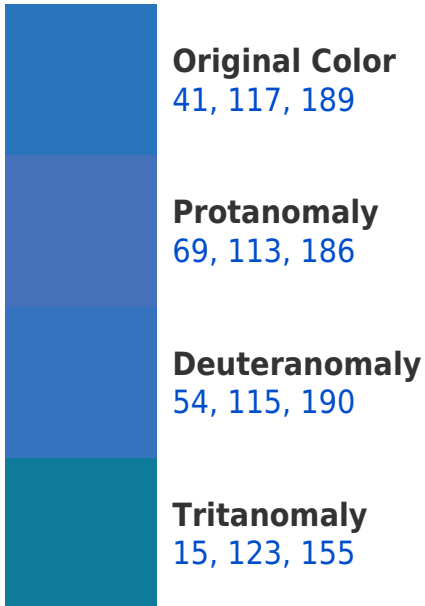 Original Color
41, 117, 189
Protanomaly
69, 113, 186
Deuteranomaly
54, 115, 190
Tritanomaly
15, 123, 155